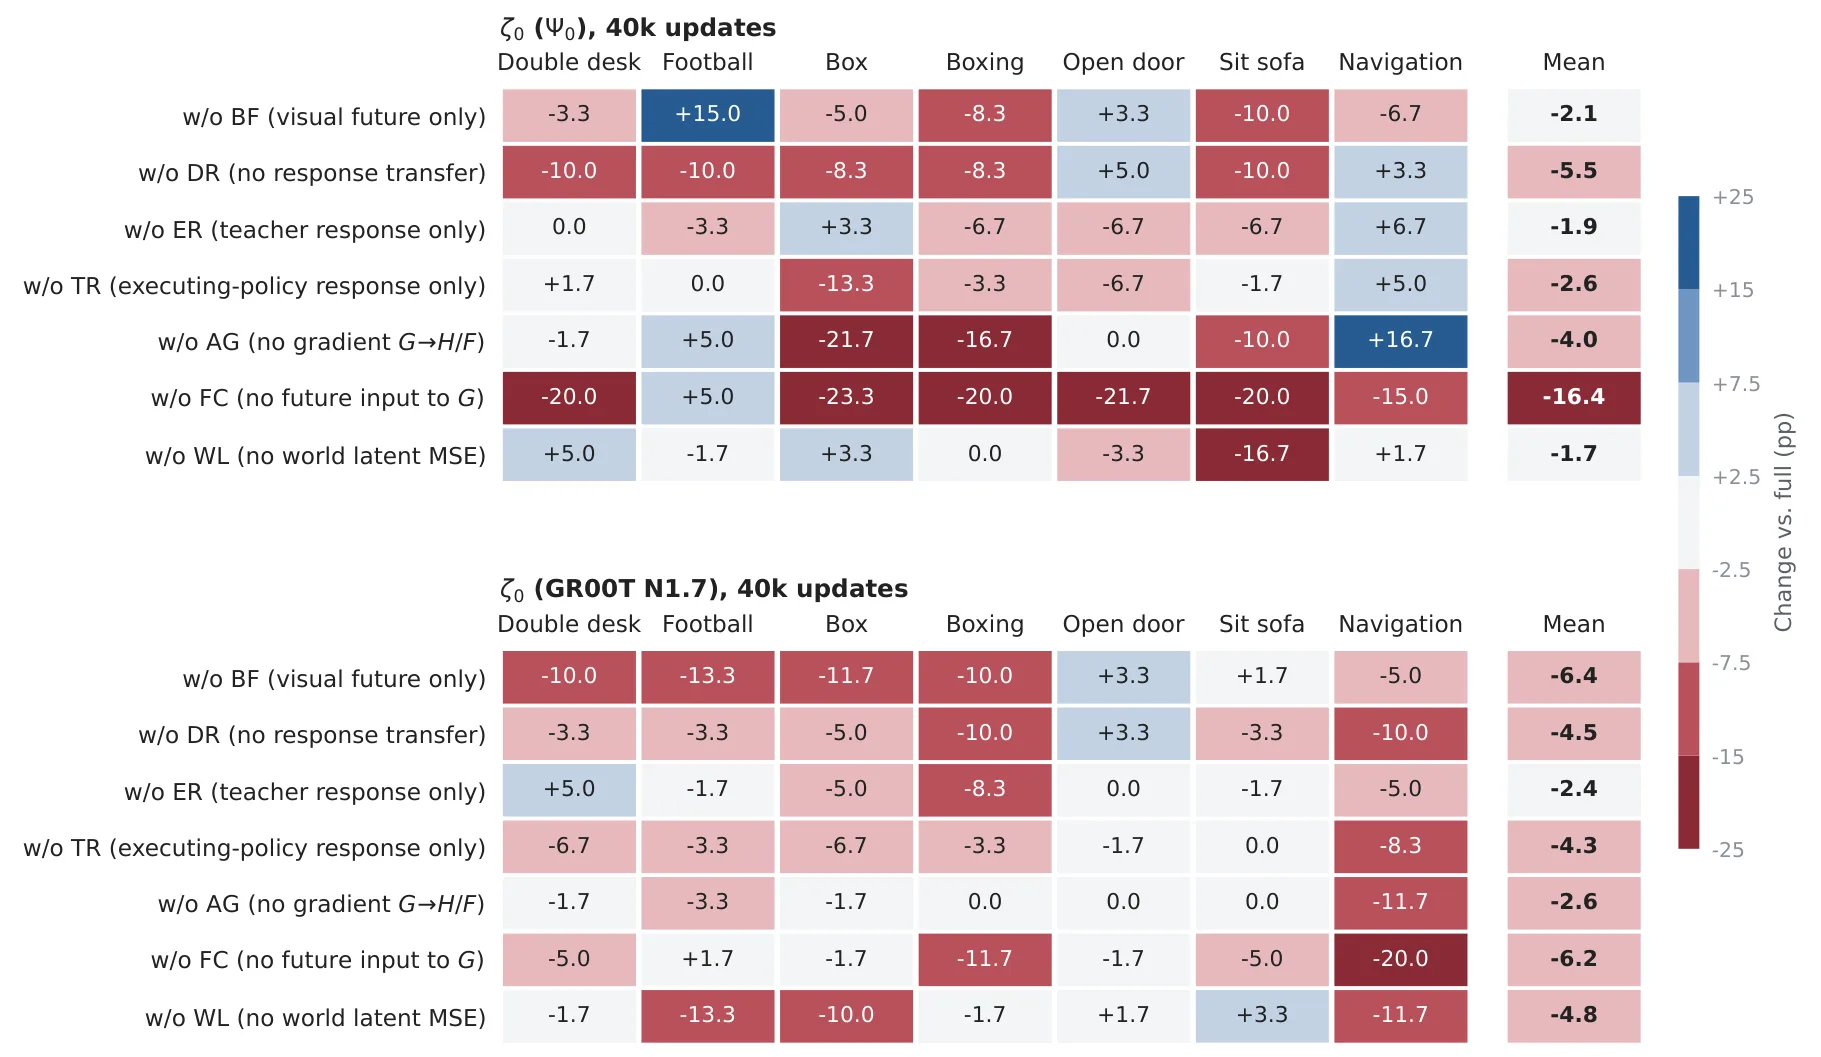 ζ0 (Ψ0), 40k updates
Double desk Football Box Boxing Open door Sit sofa Navigation Mean
w/o BF (visual future only) -3.3 +15.0 -5.0 -8.3 +3.3 -10.0 -6.7 -2.1
w/o DR (no response transfer) -10.0 -10.0 -8.3 -8.3 +5.0 -10.0 +3.3 -5.5
w/o ER (teacher response only) 0.0 -3.3 +3.3 -6.7 -6.7 -6.7 +6.7 -1.9
w/o TR (executing-policy response only) +1.7 0.0 -13.3 -3.3 -6.7 -1.7 +5.0 -2.6
w/o AG (no gradient G→H/F) -1.7 +5.0 -21.7 -16.7 0.0 -10.0 +16.7 -4.0
w/o FC (no future input to G) -20.0 +5.0 -23.3 -20.0 -21.7 -20.0 -15.0 -16.4
w/o WL (no world latent MSE) +5.0 -1.7 +3.3 0.0 -3.3 -16.7 +1.7 -1.7
ζ0 (GR00T N1.7), 40k updates
Double desk Football Box Boxing Open door Sit sofa Navigation Mean
w/o BF (visual future only) -10.0 -13.3 -11.7 -10.0 +3.3 +1.7 -5.0 -6.4
w/o DR (no response transfer) -3.3 -3.3 -5.0 -10.0 +3.3 -3.3 -10.0 -4.5
w/o ER (teacher response only) +5.0 -1.7 -5.0 -8.3 0.0 -1.7 -5.0 -2.4
w/o TR (executing-policy response only) -6.7 -3.3 -6.7 -3.3 -1.7 0.0 -8.3 -4.3
w/o AG (no gradient G→H/F) -1.7 -3.3 -1.7 0.0 0.0 0.0 -11.7 -2.6
w/o FC (no future input to G) -5.0 +1.7 -1.7 -11.7 -1.7 -5.0 -20.0 -6.2
w/o WL (no world latent MSE) -1.7 -13.3 -10.0 -1.7 +1.7 +3.3 -11.7 -4.8
+25
+15
+7.5
+2.5
-2.5
-7.5
-15
-25
Change vs. full (pp)